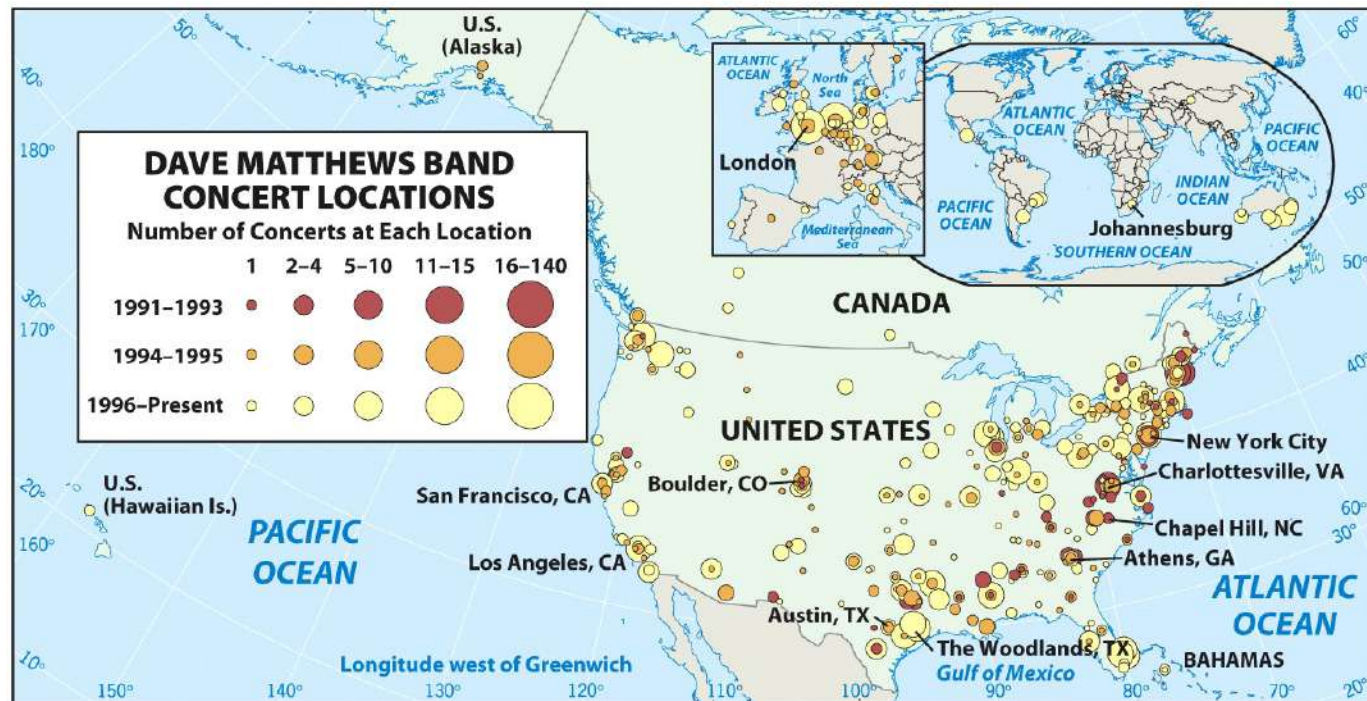 U.S.
(Alaska)
ATLANTIC
OCEAN
North
Sea
London
Mediterranean
Sea
ATLANTIC
OCEAN
PACIFIC
OCEAN
INDIAN
OCEAN
PACIFIC
OCEAN
Johannesburg
SOUTHERN OCEAN
DAVE MATTHEWS BAND
CONCERT LOCATIONS
Number of Concerts at Each Location
1 2–4 5–10 11–15 16–140
1991–1993
1994–1995
1996–Present
CANADA
UNITED STATES
New York City
Charlottesville, VA
Boulder, CO
San Francisco, CA
Chapel Hill, NC
Los Angeles, CA
Athens, GA
U.S.
(Hawaiian Is.)
PACIFIC
OCEAN
ATLANTIC
OCEAN
Austin, TX
The Woodlands, TX
Gulf of Mexico
BAHAMAS
Longitude west of Greenwich
50°
40°
180°
30°
170°
20°
160°
10°
150°
140°
130°
120°
110°
100°
90°
80°
70°
20°
60°
40°
50°
50°
40°
60°
30°